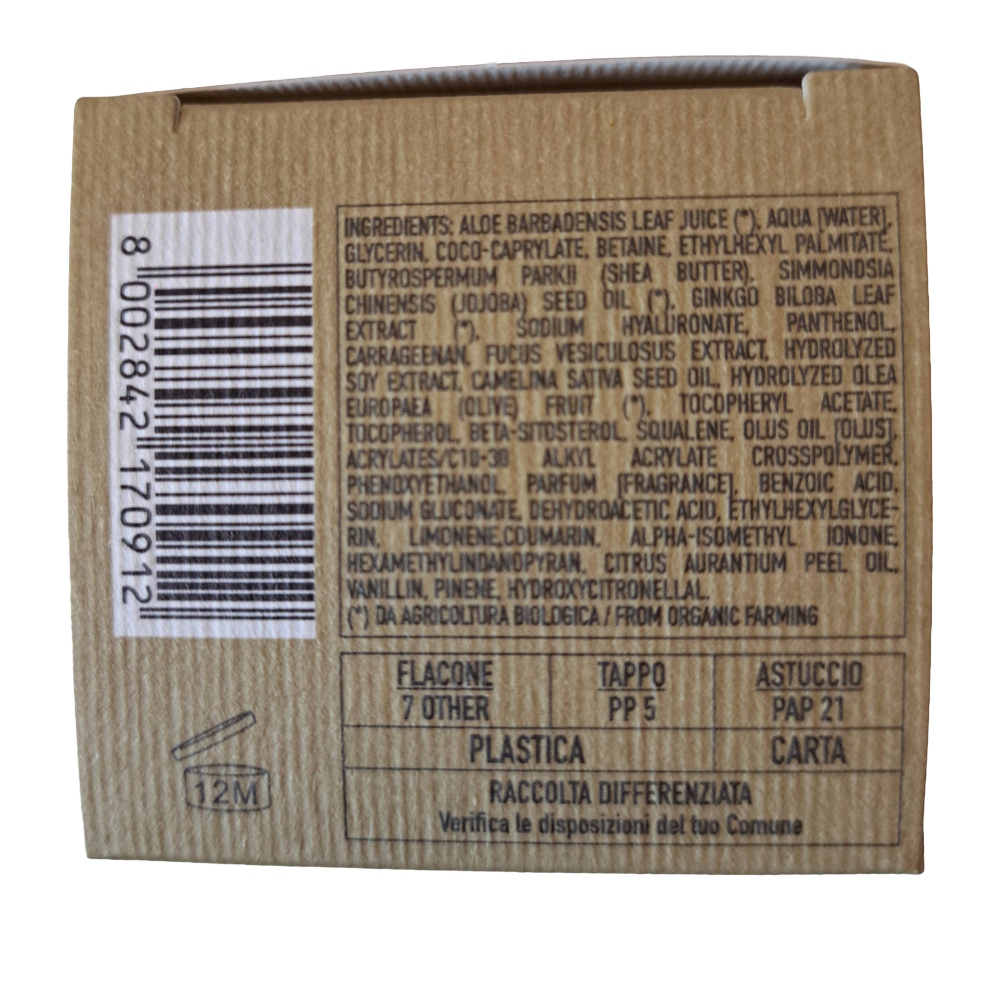 8 002842 170912
INGREDIENTS: ALOE BARBADENSIS LEAF JUICE (*), AQUA [WATER],
GLYCERIN, COCO-CAPRYLATE, BETAINE, ETHYLHEXYL PALMITATE,
BUTYROSPERMUM PARKII (SHEA BUTTER), SIMMONDSIA
CHINENSIS (JOJOBA) SEED OIL (*), GINKGO BILOBA LEAF
EXTRACT (*), SODIUM HYALURONATE, PANTHENOL,
CARRAGEENAN, FUCUS VESICULOSUS EXTRACT, HYDROLYZED
SOY EXTRACT, CAMELINA SATIVA SEED OIL, HYDROLYZED OLEA
EUROPAEA (OLIVE) FRUIT (*), TOCOPHERYL ACETATE,
TOCOPHEROL, BETA-SITOSTEROL, SQUALENE, OLUS OIL [OLUS],
ACRYLATES/C10-30 ALKYL ACRYLATE CROSSPOLYMER,
PHENOXYETHANOL, PARFUM [FRAGRANCE], BENZOIC ACID,
SODIUM GLUCONATE, DEHYDROACETIC ACID, ETHYLHEXYLGLYCE-
RIN, LIMONENE,COUMARIN, ALPHA-ISOMETHYL IONONE,
HEXAMETHYLINDANOPYRAN, CITRUS AURANTIUM PEEL OIL,
VANILLIN, PINENE, HYDROXYCITRONELLAL.
(*) DA AGRICOLTURA BIOLOGICA / FROM ORGANIC FARMING
FLACONE TAPPO ASTUCCIO
7 OTHER PP 5 PAP 21
PLASTICA CARTA
RACCOLTA DIFFERENZIATA
Verifica le disposizioni del tuo Comune
12M